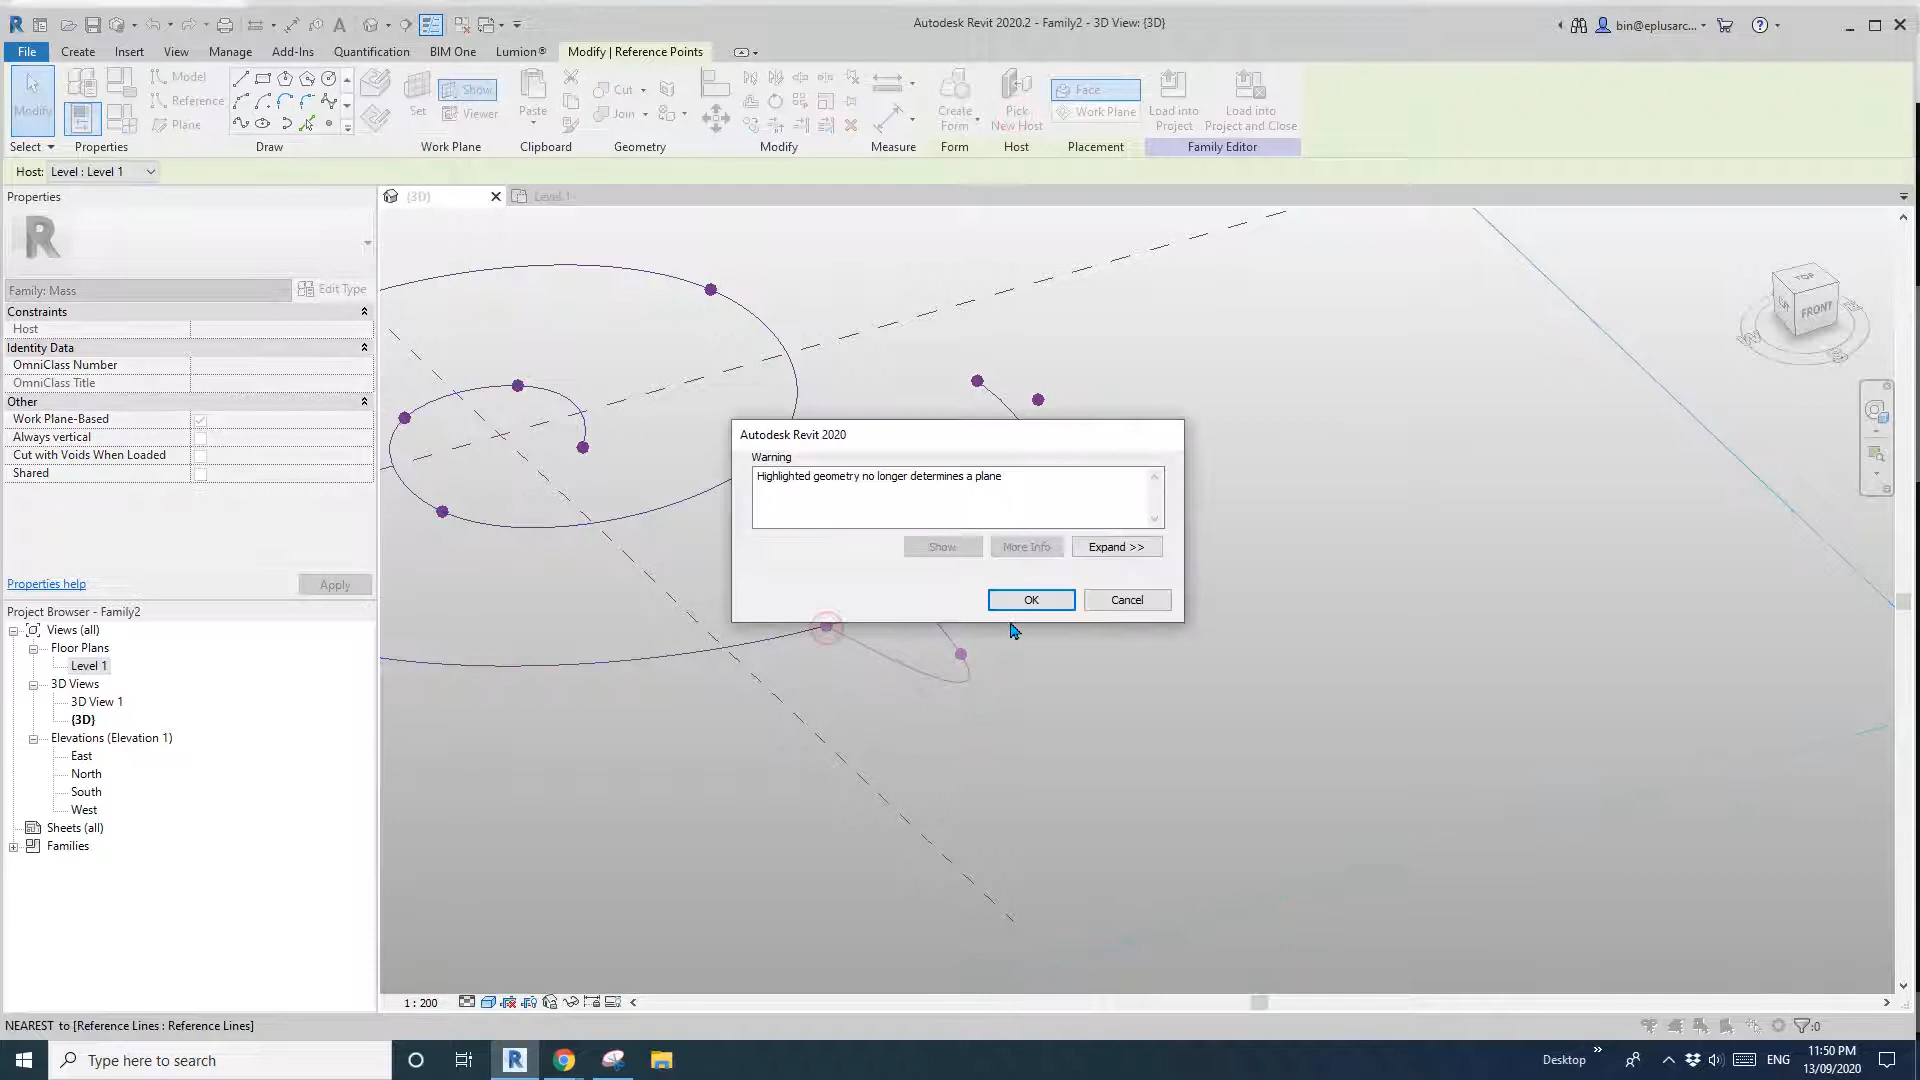 Autodesk Revit 2020.2 - Family2 - 3D View: {3D}
bin@eplusarc...
File Create Insert View Manage Add-Ins Quantification BIM One Lumion® Modify | Reference Points
Modify
Model
Reference
Plane
Set
Show
Viewer
Paste
Cut
Join
Create Form
Pick New Host
Face
Work Plane
Load into Project
Load into Project and Close
Select Properties Draw Work Plane Clipboard Geometry Modify Measure Form Host Placement Family Editor
Host: Level : Level 1
Properties
{3D}
Level 1
R
Family: Mass Edit Type
Constraints
Host
Identity Data
OmniClass Number
OmniClass Title
Other
Work Plane-Based
Always vertical
Cut with Voids When Loaded
Shared
Properties help Apply
Project Browser - Family2
Views (all)
Floor Plans
Level 1
3D Views
3D View 1
{3D}
Elevations (Elevation 1)
East
North
South
West
Sheets (all)
Families
TOP
FRONT
W
Autodesk Revit 2020
Warning
Highlighted geometry no longer determines a plane
Show More Info Expand >>
OK Cancel
1 : 200
NEAREST to [Reference Lines : Reference Lines]
:0
Type here to search
Desktop
ENG
11:50 PM
13/09/2020